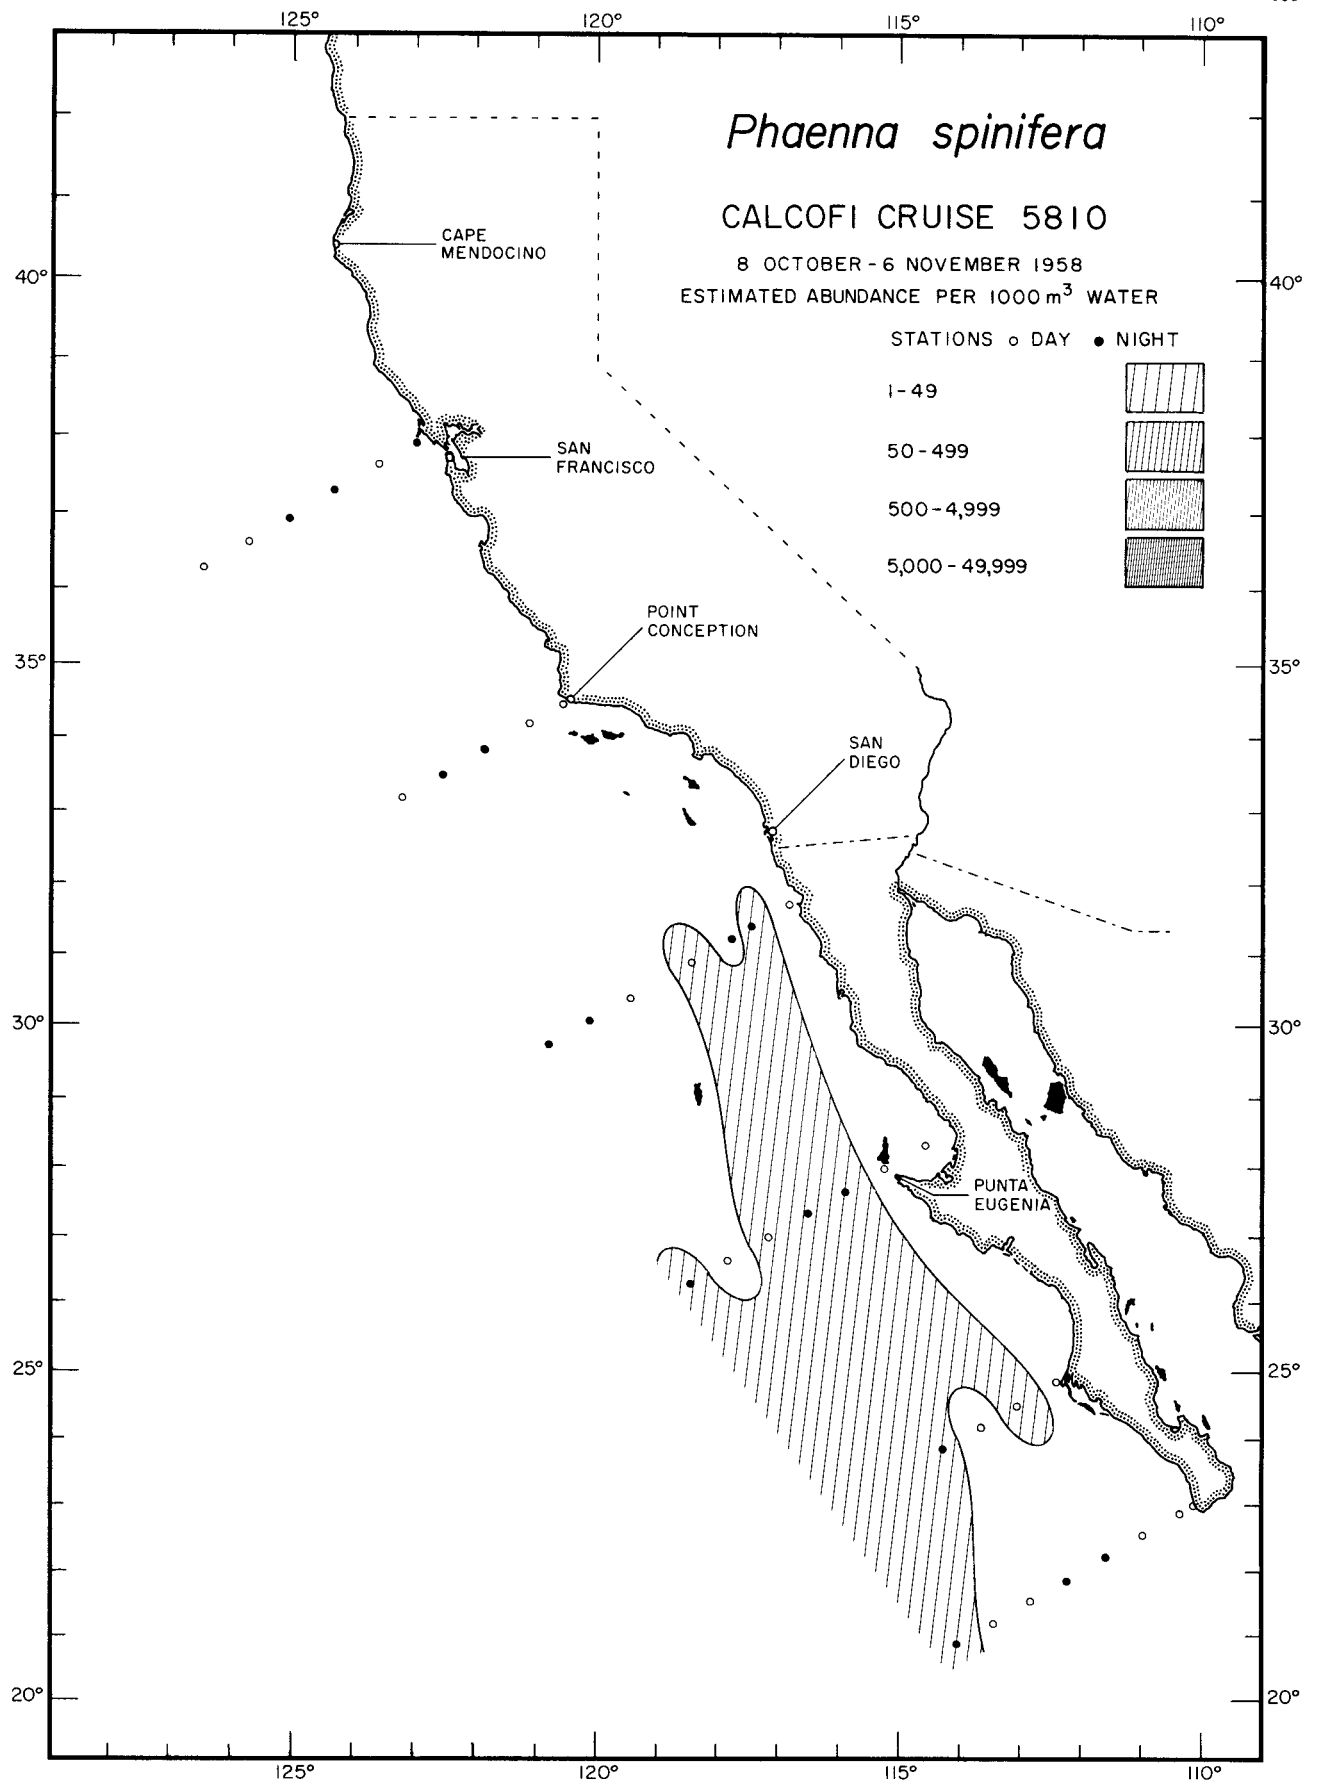 125° 120° 115° 110°
Phaenna spinifera
CALCOFI CRUISE 5810
8 OCTOBER - 6 NOVEMBER 1958
ESTIMATED ABUNDANCE PER 1000 m³ WATER
STATIONS ○ DAY ● NIGHT
1-49
50-499
500-4,999
5,000-49,999
CAPE
MENDOCINO
40° 40°
SAN
FRANCISCO
POINT
CONCEPTION
35° 35°
SAN
DIEGO
30° 30°
PUNTA
EUGENIA
25° 25°
20° 20°
125° 120° 115° 110°